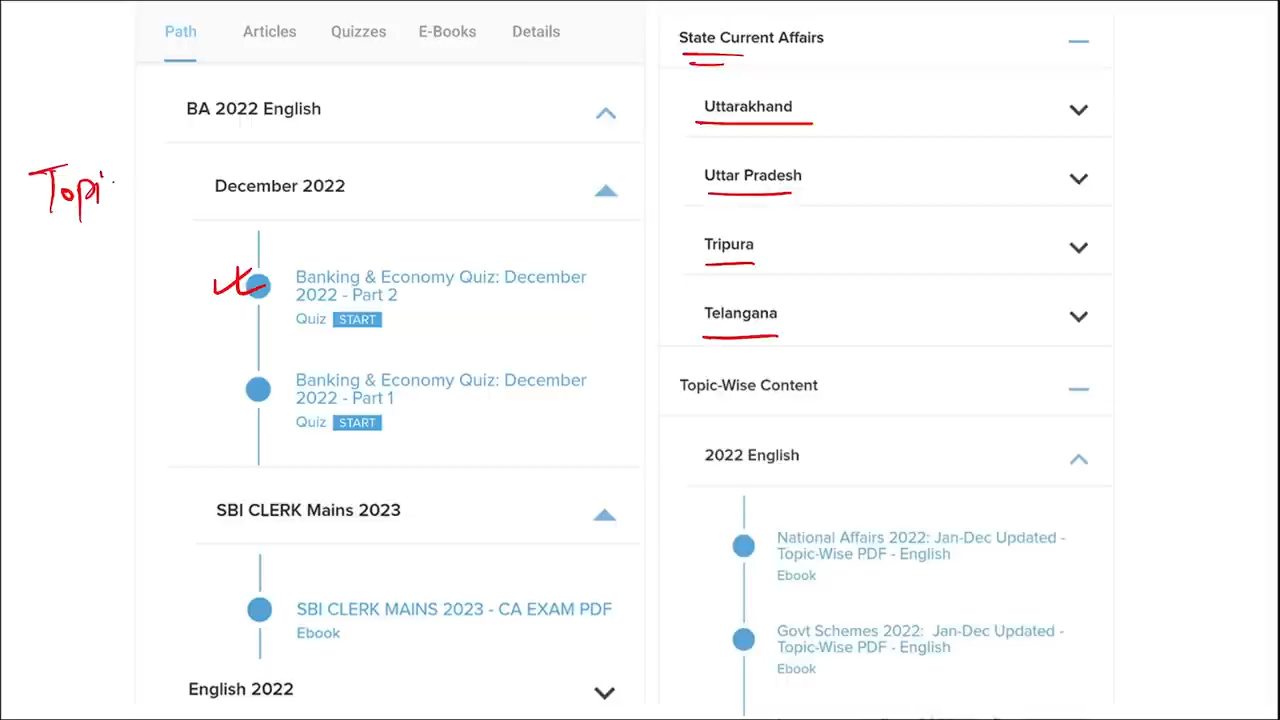 Path Articles Quizzes E-Books Details
BA 2022 English
December 2022
Banking & Economy Quiz: December
2022 - Part 2
Quiz START
Banking & Economy Quiz: December
2022 - Part 1
Quiz START
SBI CLERK Mains 2023
SBI CLERK MAINS 2023 - CA EXAM PDF
Ebook
English 2022
Topi
State Current Affairs
Uttarakhand
Uttar Pradesh
Tripura
Telangana
Topic-Wise Content
2022 English
National Affairs 2022: Jan-Dec Updated -
Topic-Wise PDF - English
Ebook
Govt Schemes 2022: Jan-Dec Updated -
Topic-Wise PDF - English
Ebook